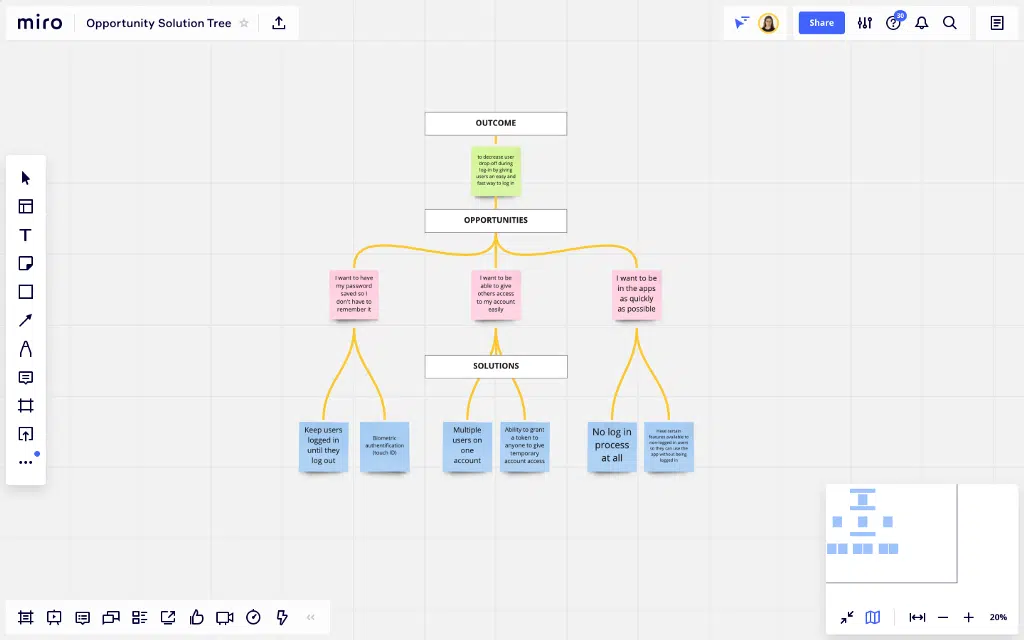 miro
Opportunity Solution Tree
Share
30
OUTCOME
to decrease user
drop off during
log-in by giving
users an easy and
fast way to log in
OPPORTUNITIES
I want to have
my password
saved so I
don't have to
remember it
I want to be
able to give
others access
to my account
easily
I want to be
in the apps
as quickly
as possible
SOLUTIONS
Keep users
logged in
until they
log out
Biometric
authentification
(touch ID)
Multiple
users on
one
account
Ability to grant
a token to
anyone to give
temporary
account access
No log in
process
at all
Have certain
features available to
non-logged in users
so they can use the
app without being
logged in
20%